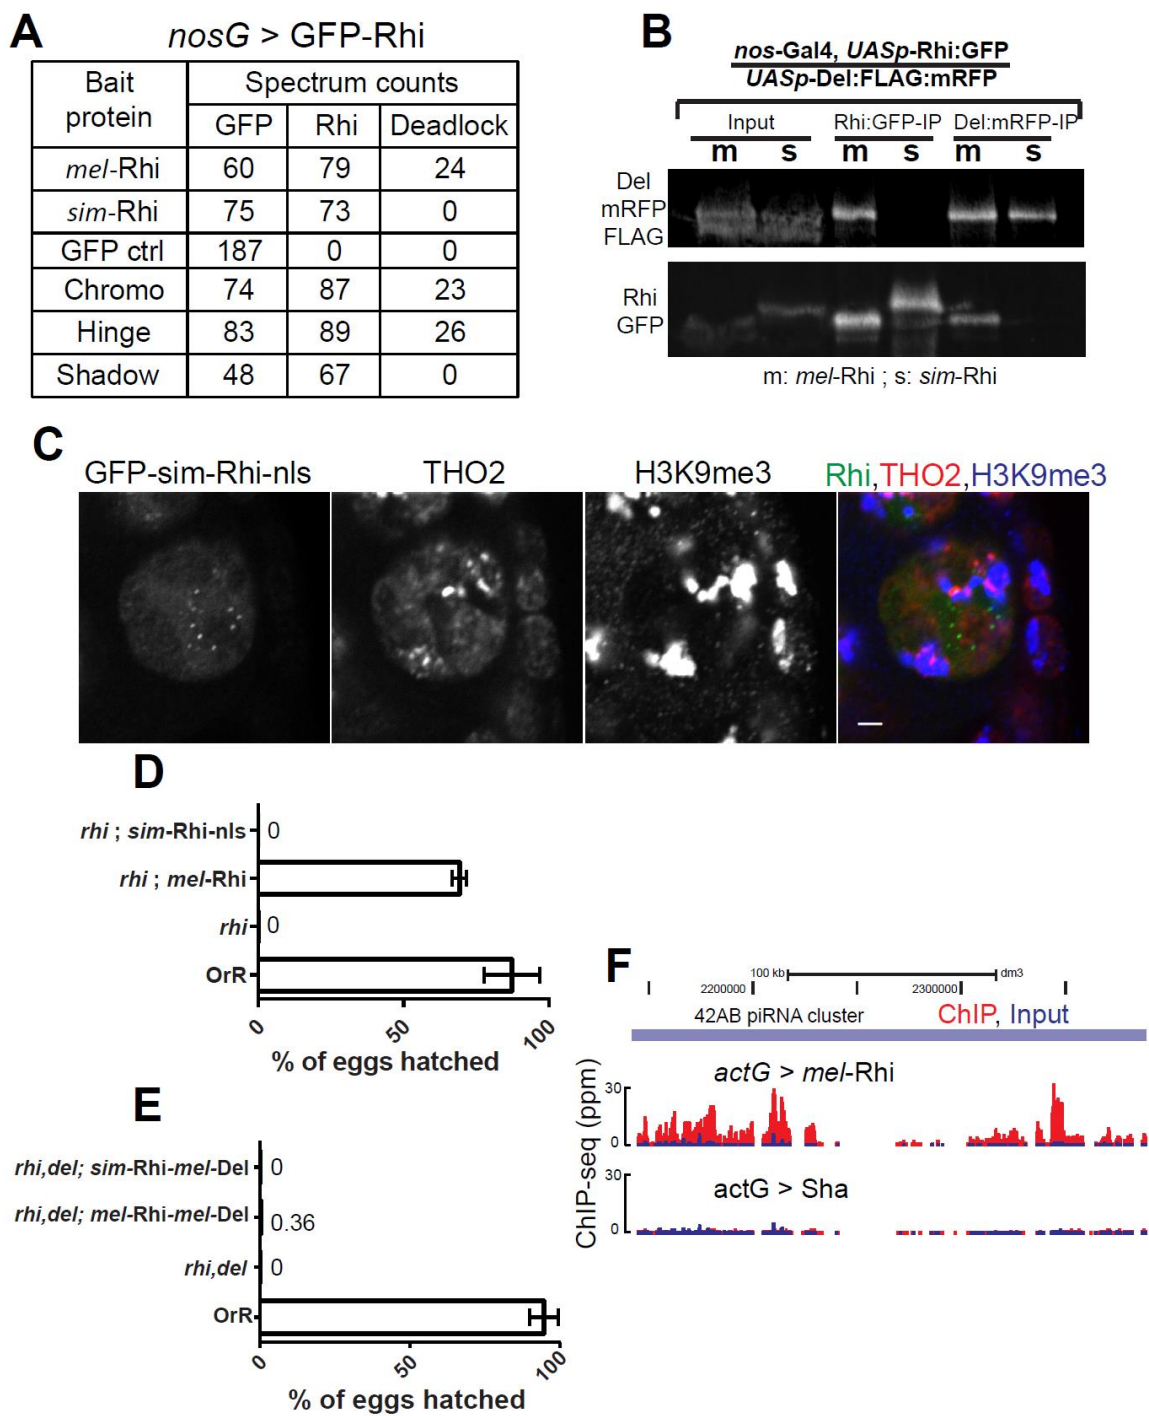 A
nosG > GFP-Rhi
Bait protein
Spectrum counts
GFP Rhi Deadlock
mel-Rhi 60 79 24
sim-Rhi 75 73 0
GFP ctrl 187 0 0
Chromo 74 87 23
Hinge 83 89 26
Shadow 48 67 0
B
nos-Gal4, UASp-Rhi:GFP
UASp-Del:FLAG:mRFP
Input Rhi:GFP-IP Del:mRFP-IP
m s m s m s
Del
mRFP
FLAG
Rhi
GFP
m: mel-Rhi ; s: sim-Rhi
C
GFP-sim-Rhi-nls THO2 H3K9me3 Rhi,THO2,H3K9me3
D
rhi ; sim-Rhi-nls 0
rhi ; mel-Rhi
rhi 0
OrR
0 50 100
% of eggs hatched
E
rhi,del; sim-Rhi-mel-Del 0
rhi,del; mel-Rhi-mel-Del 0.36
rhi,del 0
OrR
0 50 100
% of eggs hatched
F
100 kb dm3
2200000 2300000
42AB piRNA cluster ChIP, Input
ChIP-seq (ppm)
actG > mel-Rhi
30
0
actG > Sha
30
0